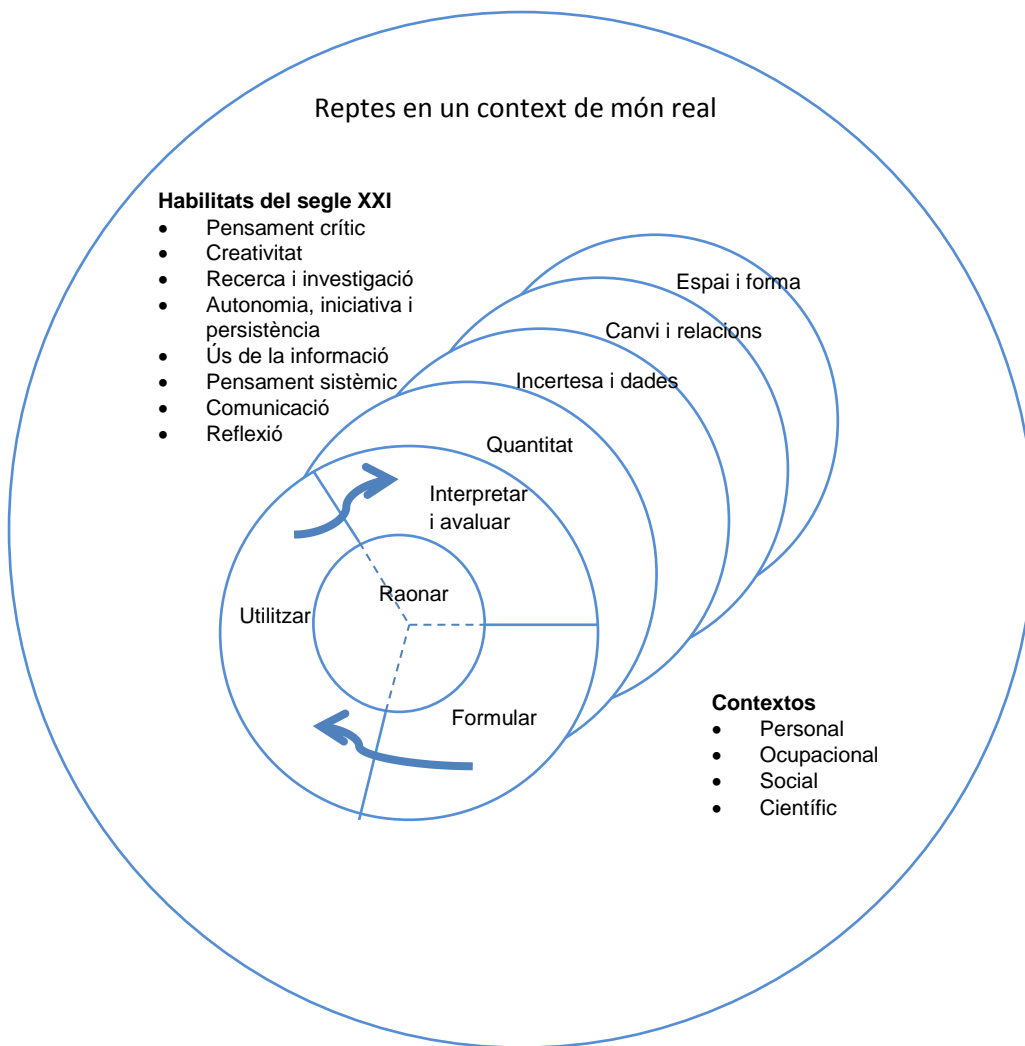 Reptes en un context de món real
Habilitats del segle XXI
• Pensament crític
• Creativitat
• Recerca i investigació
• Autonomia, iniciativa i
persistència
• Ús de la informació
• Pensament sistèmic
• Comunicació
• Reflexió
Espai i forma
Canvi i relacions
Incertesa i dades
Quantitat
Interpretar
i avaluar
Raonar
Utilitzar
Formular
Contextos
• Personal
• Ocupacional
• Social
• Científic